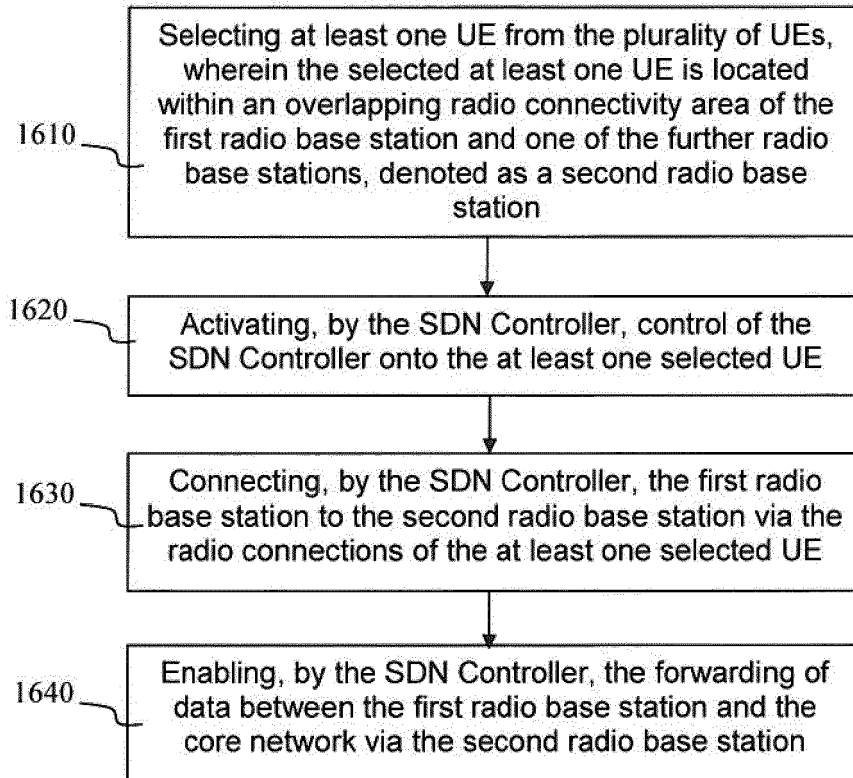 Selecting at least one UE from the plurality of UEs,
wherein the selected at least one UE is located
within an overlapping radio connectivity area of the
first radio base station and one of the further radio
base stations, denoted as a second radio base
station
1610
Activating, by the SDN Controller, control of the
SDN Controller onto the at least one selected UE
1620
Connecting, by the SDN Controller, the first radio
base station to the second radio base station via the
radio connections of the at least one selected UE
1630
Enabling, by the SDN Controller, the forwarding of
data between the first radio base station and the
core network via the second radio base station
1640